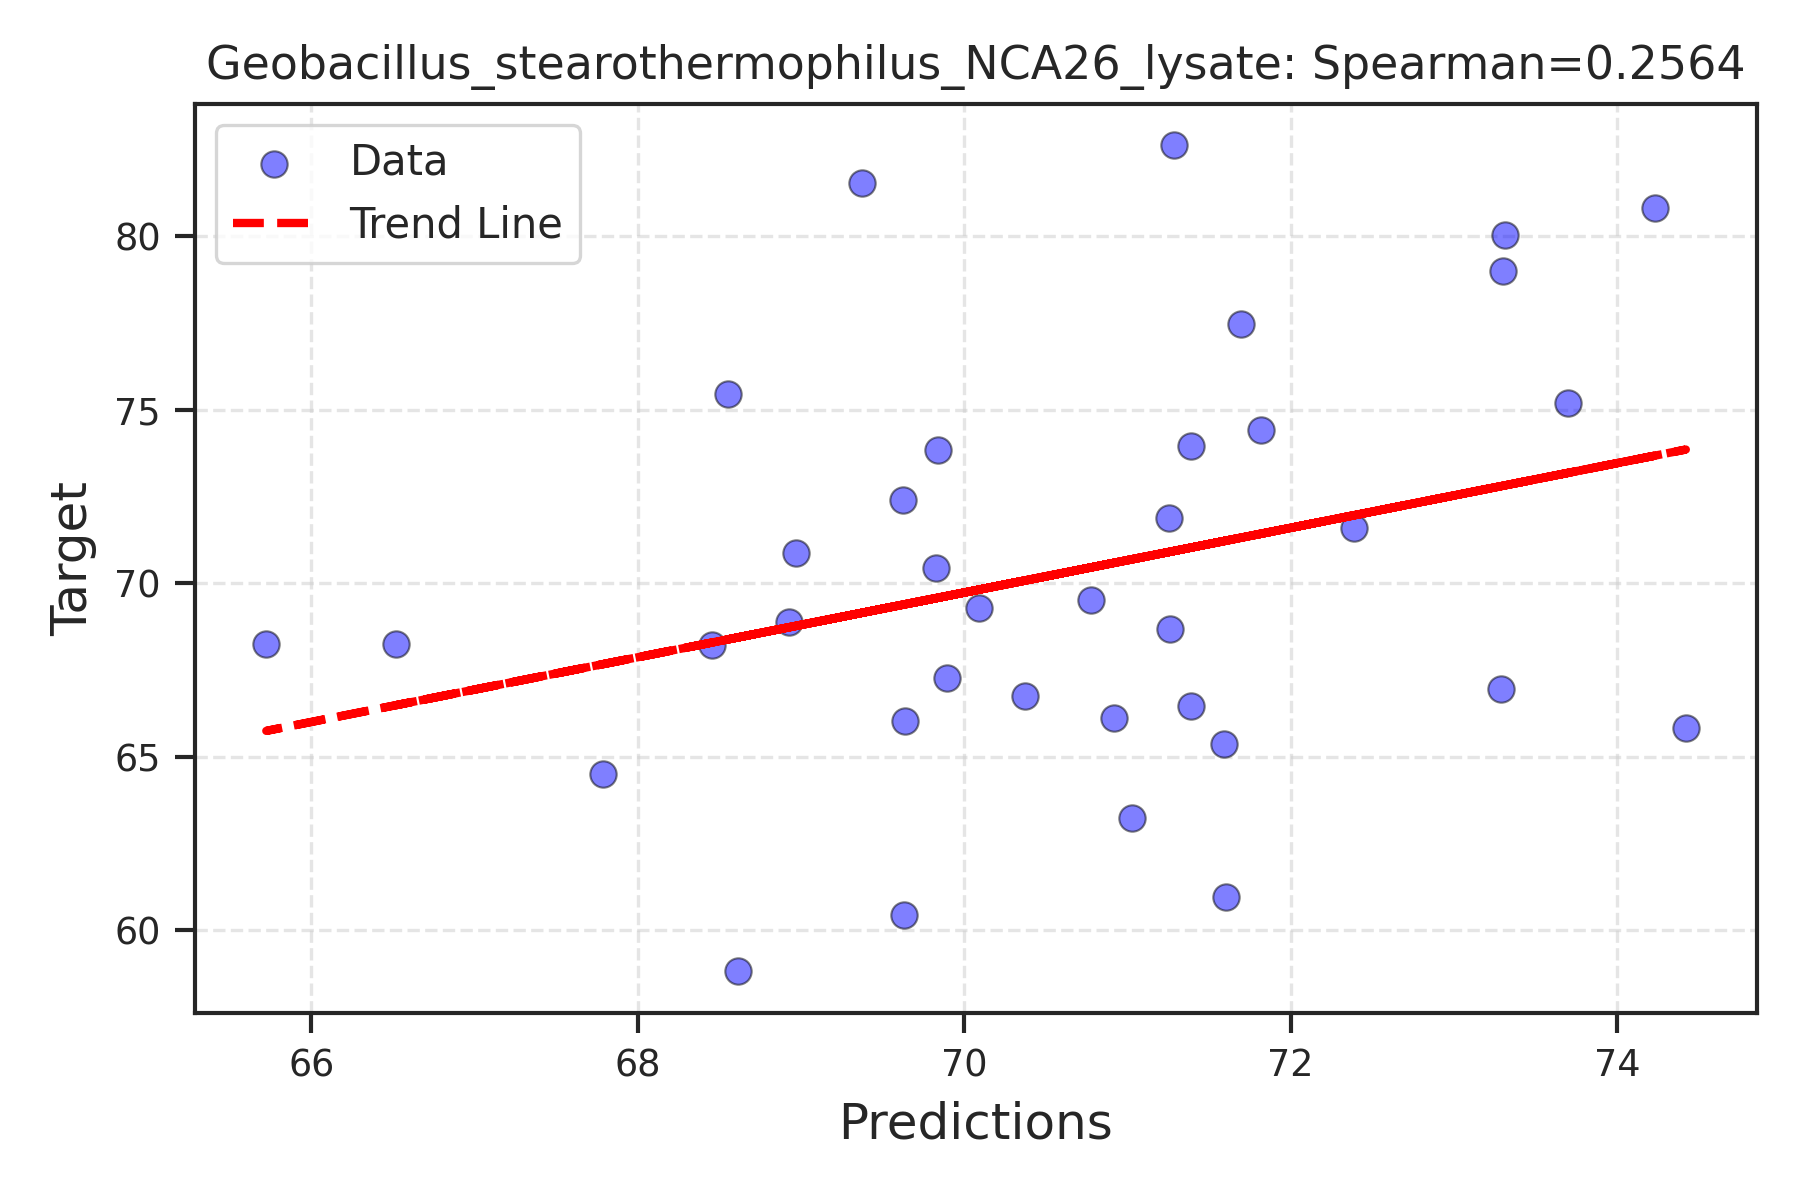 Geobacillus_stearothermophilus_NCA26_lysate: Spearman=0.2564
Data
Trend Line
80
75
70
65
60
Target
66 68 70 72 74
Predictions